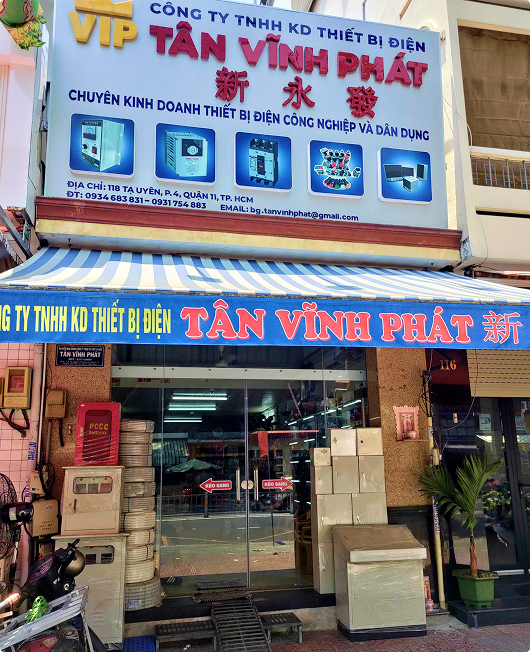 VIP
CÔNG TY TNHH KD THIẾT BỊ ĐIỆN
TÂN VĨNH PHÁT
新永發
CHUYÊN KINH DOANH THIẾT BỊ ĐIỆN CÔNG NGHIỆP VÀ DÂN DỤNG
ĐỊA CHỈ: 118 TẠ UYÊN, P.4, QUẬN 11, TP. HCM
ĐT: 0934 683 831 – 0931 754 883 EMAIL: bg.tanvinhphat@gmail.com
NG TY TNHH KD THIẾT BỊ ĐIỆN TÂN VĨNH PHÁT 新
TÂN VĨNH PHÁT
116
PCCC
KÉO SANG
KÉO SANG